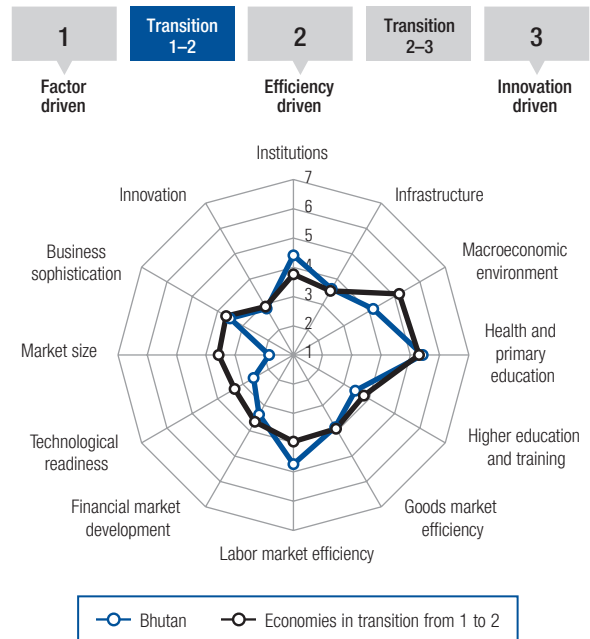 1
Transition
1–2
2
Transition
2–3
3
Factor
driven
Efficiency
driven
Innovation
driven
Institutions
Infrastructure
Macroeconomic
environment
Health and
primary
education
Higher education
and training
Goods market
efficiency
Labor market efficiency
Financial market
development
Technological
readiness
Market size
Business
sophistication
Innovation
7
6
5
4
3
2
1
Bhutan
Economies in transition from 1 to 2